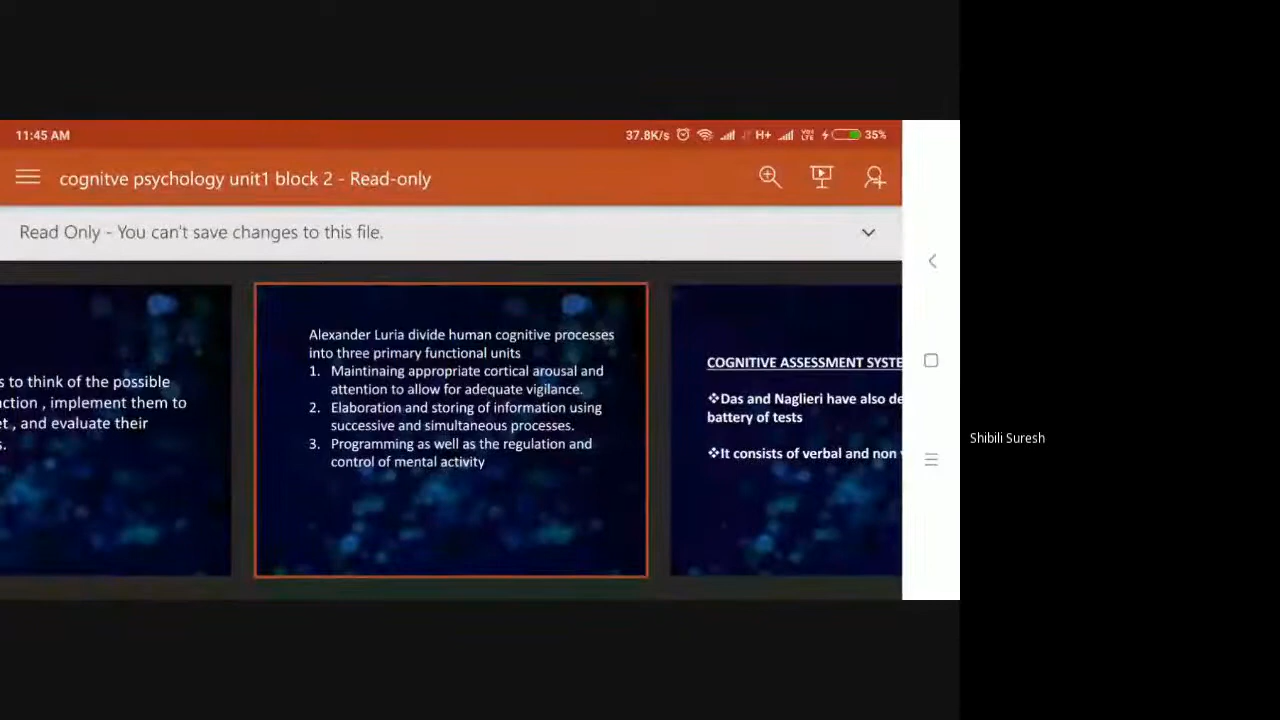 11:45 AM
37.8K/s H+ 35%
cognitve psychology unit1 block 2 - Read-only
Read Only - You can't save changes to this file.
s to think of the possible
ction , implement them to
t , and evaluate their
s.
Alexander Luria divide human cognitive processes
into three primary functional units
1. Maintinaing appropriate cortical arousal and
attention to allow for adequate vigilance.
2. Elaboration and storing of information using
successive and simultaneous processes.
3. Programming as well as the regulation and
control of mental activity
COGNITIVE ASSESSMENT SYSTE
❖Das and Naglieri have also de
battery of tests
❖It consists of verbal and non
Shibili Suresh